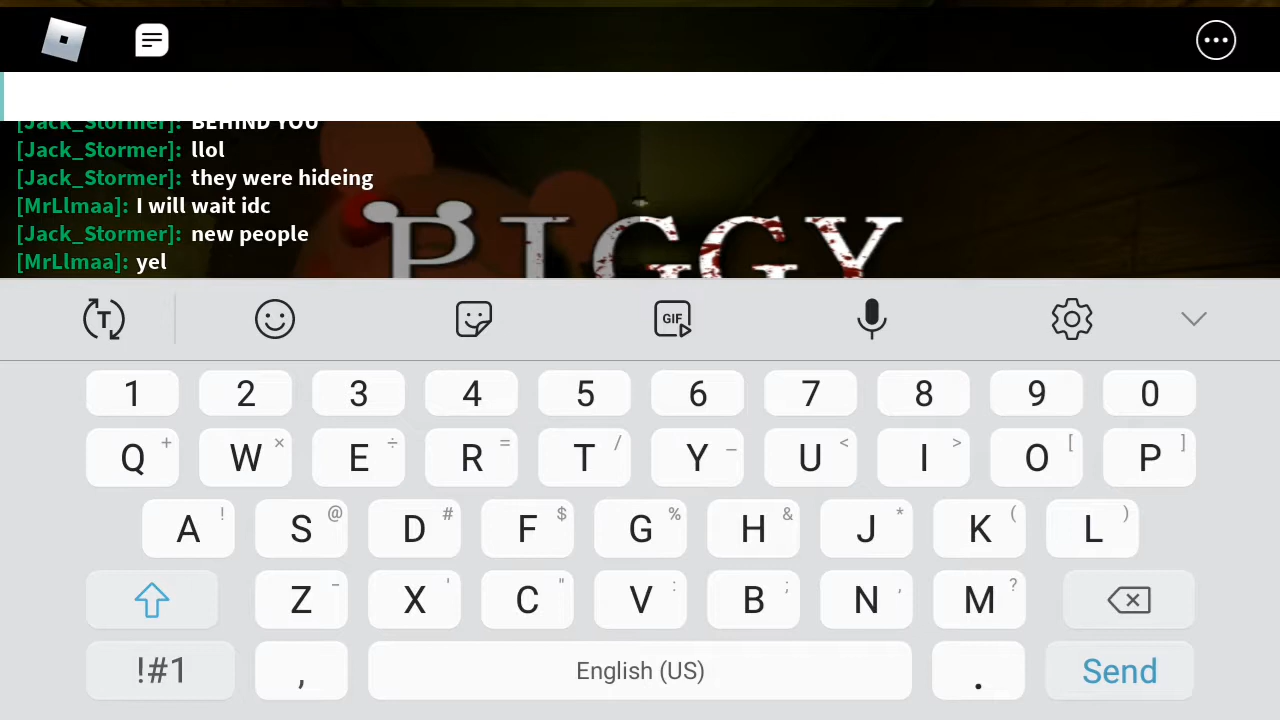 [Jack_Stormer]: BEHIND YOU
[Jack_Stormer]: llol
[Jack_Stormer]: they were hideing
[MrLlmaa]: I will wait idc
[Jack_Stormer]: new people
[MrLlmaa]: yel
PIGGY
T GIF
1 2 3 4 5 6 7 8 9 0
Q + W × E ÷ R = T / Y – U < I > O [ P ]
A ! S @ D # F $ G % H & J * K ( L )
Z - X ' C " V : B ; N , M ?
!#1 , English (US) . Send